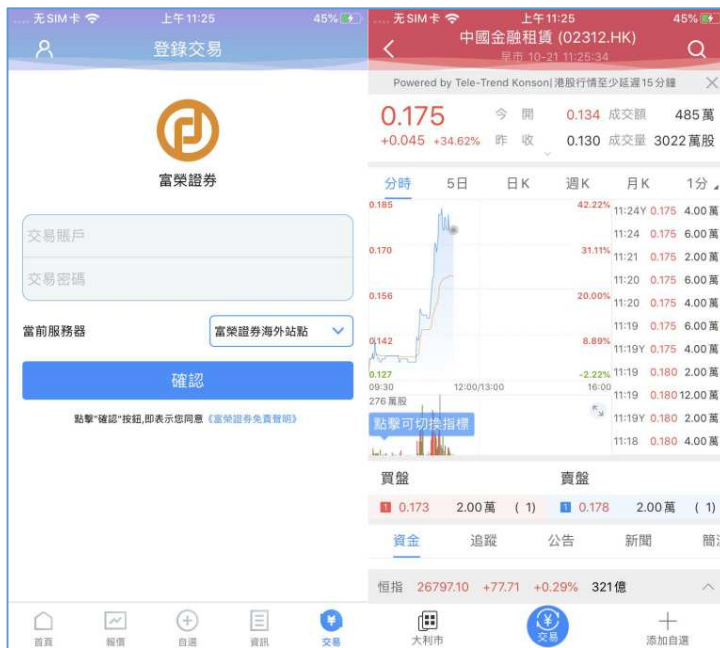 无SIM卡 上午11:25 45%
登錄交易
富榮證券
交易賬戶
交易密碼
當前服務器 富榮證券海外站點
確認
點擊"確認"按鈕,即表示您同意《富榮證券免責聲明》
首頁 報價 自選 資訊 交易
无SIM卡 上午11:25 45%
中國金融租賃 (02312.HK)
早市 10-21 11:25:34
Powered by Tele-Trend Konson|港股行情至少延遲15分鐘
0.175 今 開 0.134 成交額 485萬
+0.045 +34.62% 昨 收 0.130 成交量 3022萬股
分時 5日 日K 週K 月K 1分
0.185 42.22%
0.170 31.11%
0.156 20.00%
0.142 8.89%
0.127 -2.22%
09:30 12:00/13:00 16:00
276萬股
點擊可切換指標
11:24Y 0.175 4.00萬
11:24 0.175 6.00萬
11:21 0.175 2.00萬
11:20 0.175 6.00萬
11:20 0.175 4.00萬
11:19 0.175 6.00萬
11:19Y 0.175 4.00萬
11:19 0.180 2.00萬
11:19 0.180 12.00萬
11:19Y 0.180 2.00萬
11:18 0.180 4.00萬
買盤 賣盤
1 0.173 2.00萬 ( 1) 1 0.178 2.00萬 ( 1)
資金 追蹤 公告 新聞 簡
恒指 26797.10 +77.71 +0.29% 321億
大利市 交易 添加自選